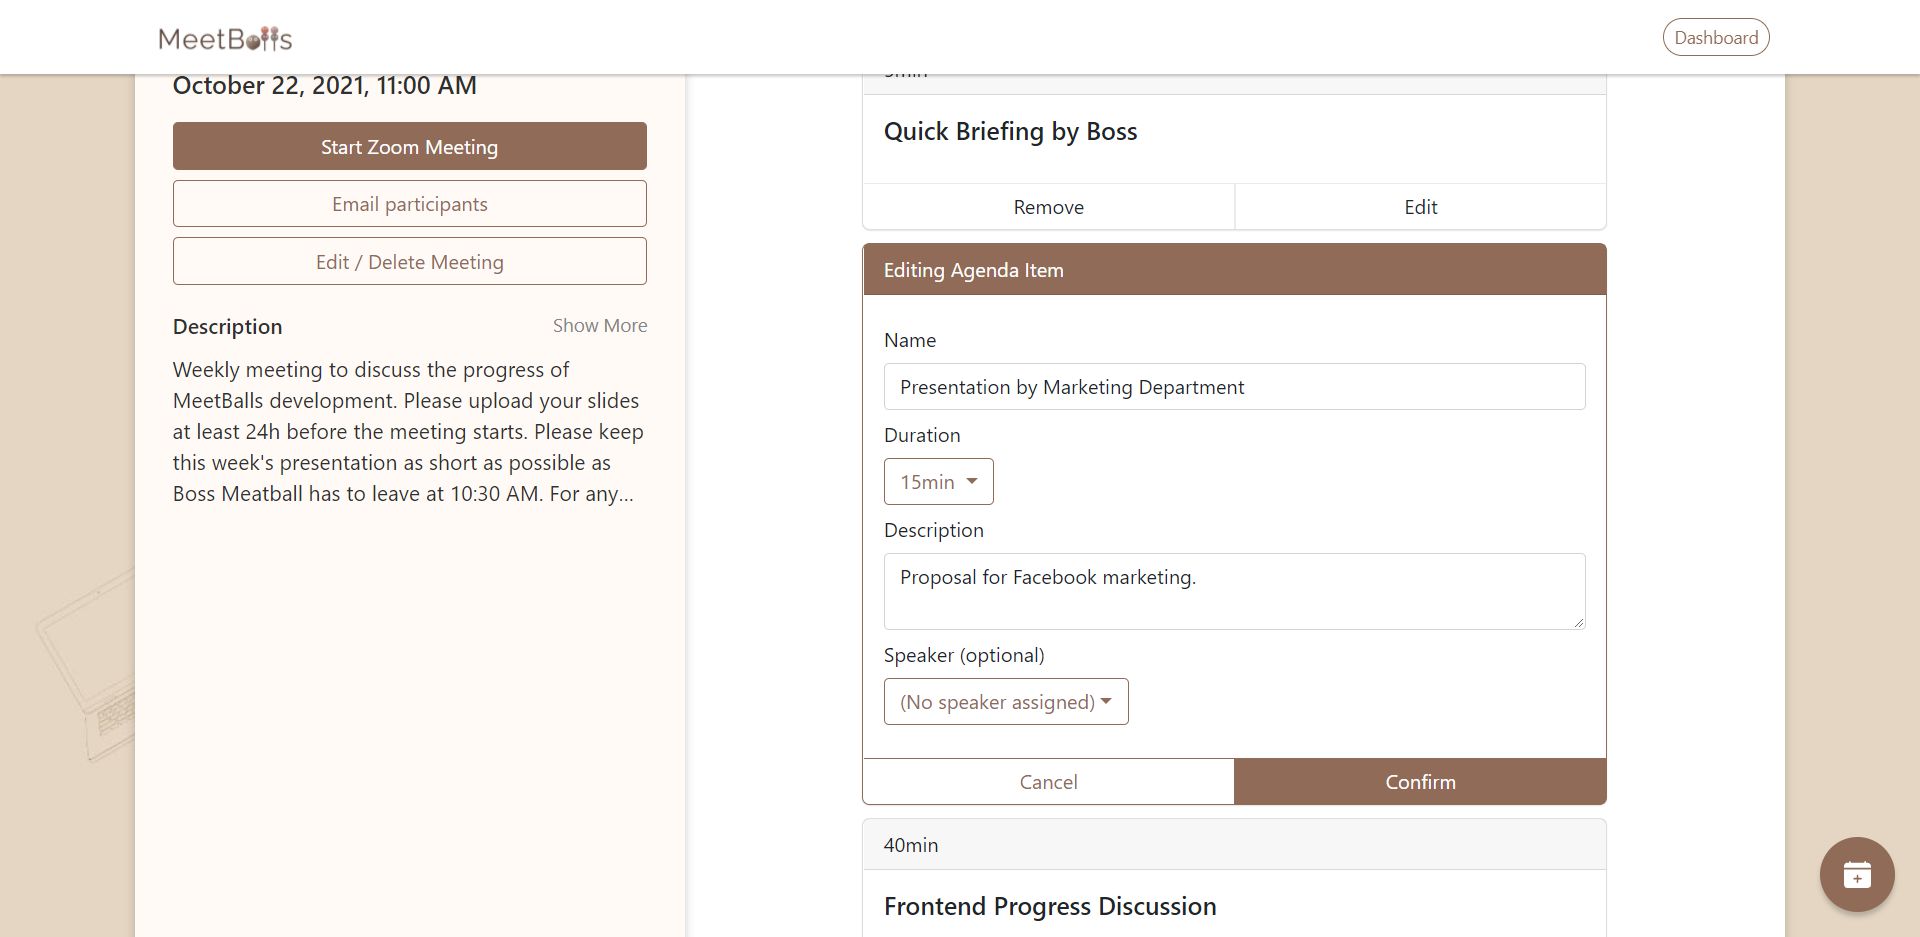 MeetBalls
Dashboard
October 22, 2021, 11:00 AM
Start Zoom Meeting
Email participants
Edit / Delete Meeting
Description
Show More
Weekly meeting to discuss the progress of
MeetBalls development. Please upload your slides
at least 24h before the meeting starts. Please keep
this week's presentation as short as possible as
Boss Meatball has to leave at 10:30 AM. For any...
Quick Briefing by Boss
Remove
Edit
Editing Agenda Item
Name
Presentation by Marketing Department
Duration
15min
Description
Proposal for Facebook marketing.
Speaker (optional)
(No speaker assigned)
Cancel
Confirm
40min
Frontend Progress Discussion